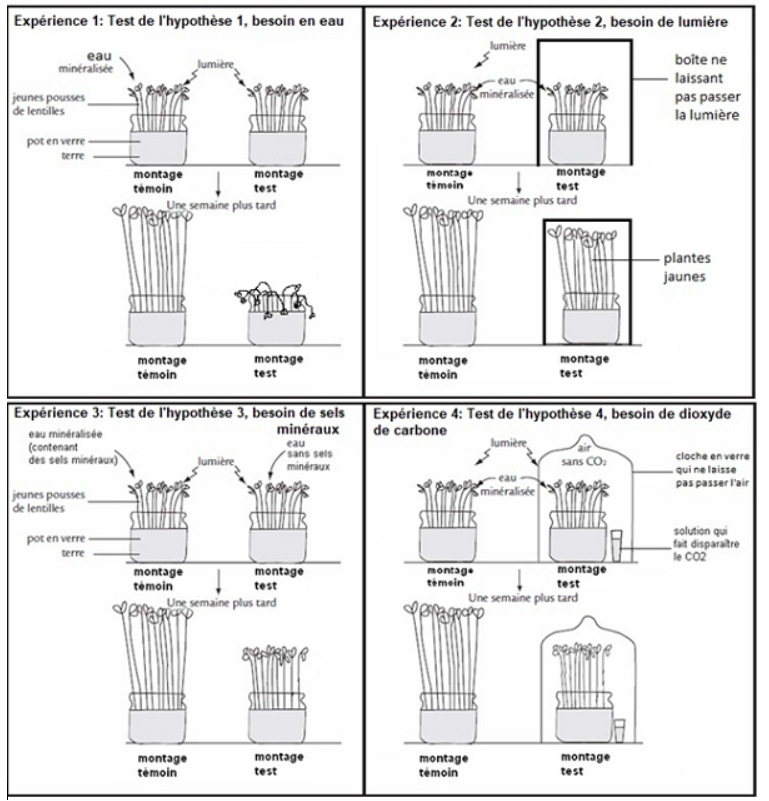 Expérience 1: Test de l'hypothèse 1, besoin en eau
eau
minéralisée
lumière
jeunes pousses
de lentilles
pot en verre
terre
montage
témoin
montage
test
Une semaine plus tard
montage
témoin
montage
test
Expérience 2: Test de l'hypothèse 2, besoin de lumière
lumière
eau
minéralisée
boîte ne
laissant
pas passer
la lumière
montage
témoin
montage
test
Une semaine plus tard
plantes
jaunes
montage
témoin
montage
test
Expérience 3: Test de l'hypothèse 3, besoin de sels
minéraux
eau minéralisée
(contenant
des sels minéraux)
lumière
eau
sans sels
minéraux
jeunes pousses
de lentilles
pot en verre
terre
montage
témoin
montage
test
Une semaine plus tard
montage
témoin
montage
test
Expérience 4: Test de l'hypothèse 4, besoin de dioxyde
de carbone
lumière
air
sans CO₂
eau
minéralisée
cloche en verre
qui ne laisse
pas passer l'air
solution qui
fait disparaître
le CO2
montage
témoin
montage
test
Une semaine plus tard
montage
témoin
montage
test